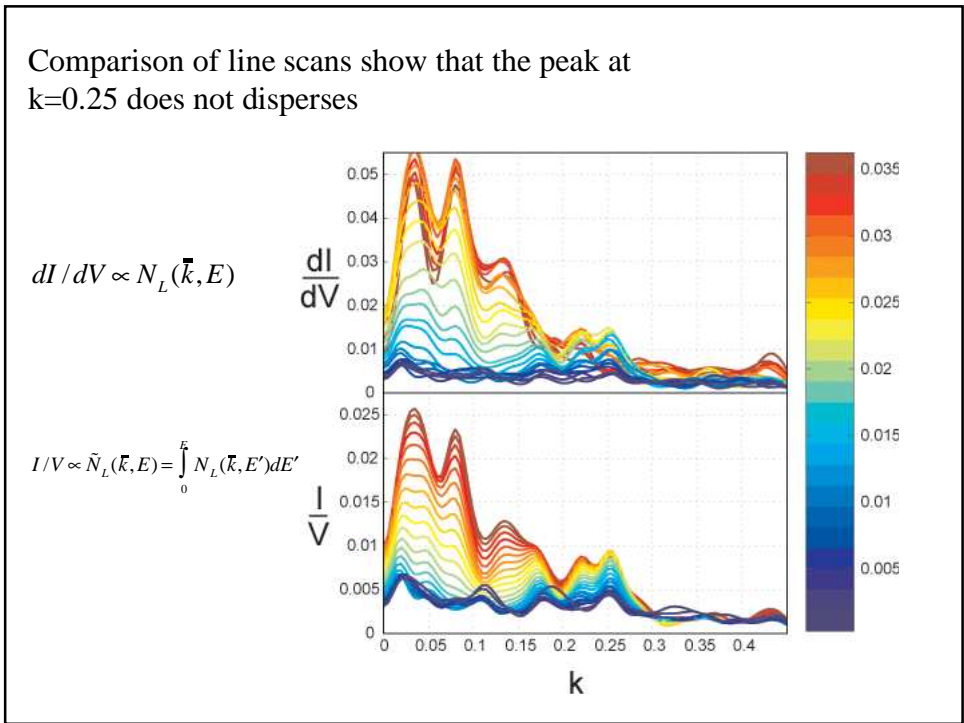 Comparison of line scans show that the peak at
k=0.25 does not disperses
dI / dV ∝ N_L(k̄, E)
I / V ∝ Ñ_L(k̄, E) = ∫_0^E N_L(k̄, E′)dE′
dI
dV
0.05
0.04
0.03
0.02
0.01
0
I
V
0.025
0.02
0.015
0.01
0.005
0
0 0.05 0.1 0.15 0.2 0.25 0.3 0.35 0.4
k
0.035
0.03
0.025
0.02
0.015
0.01
0.005